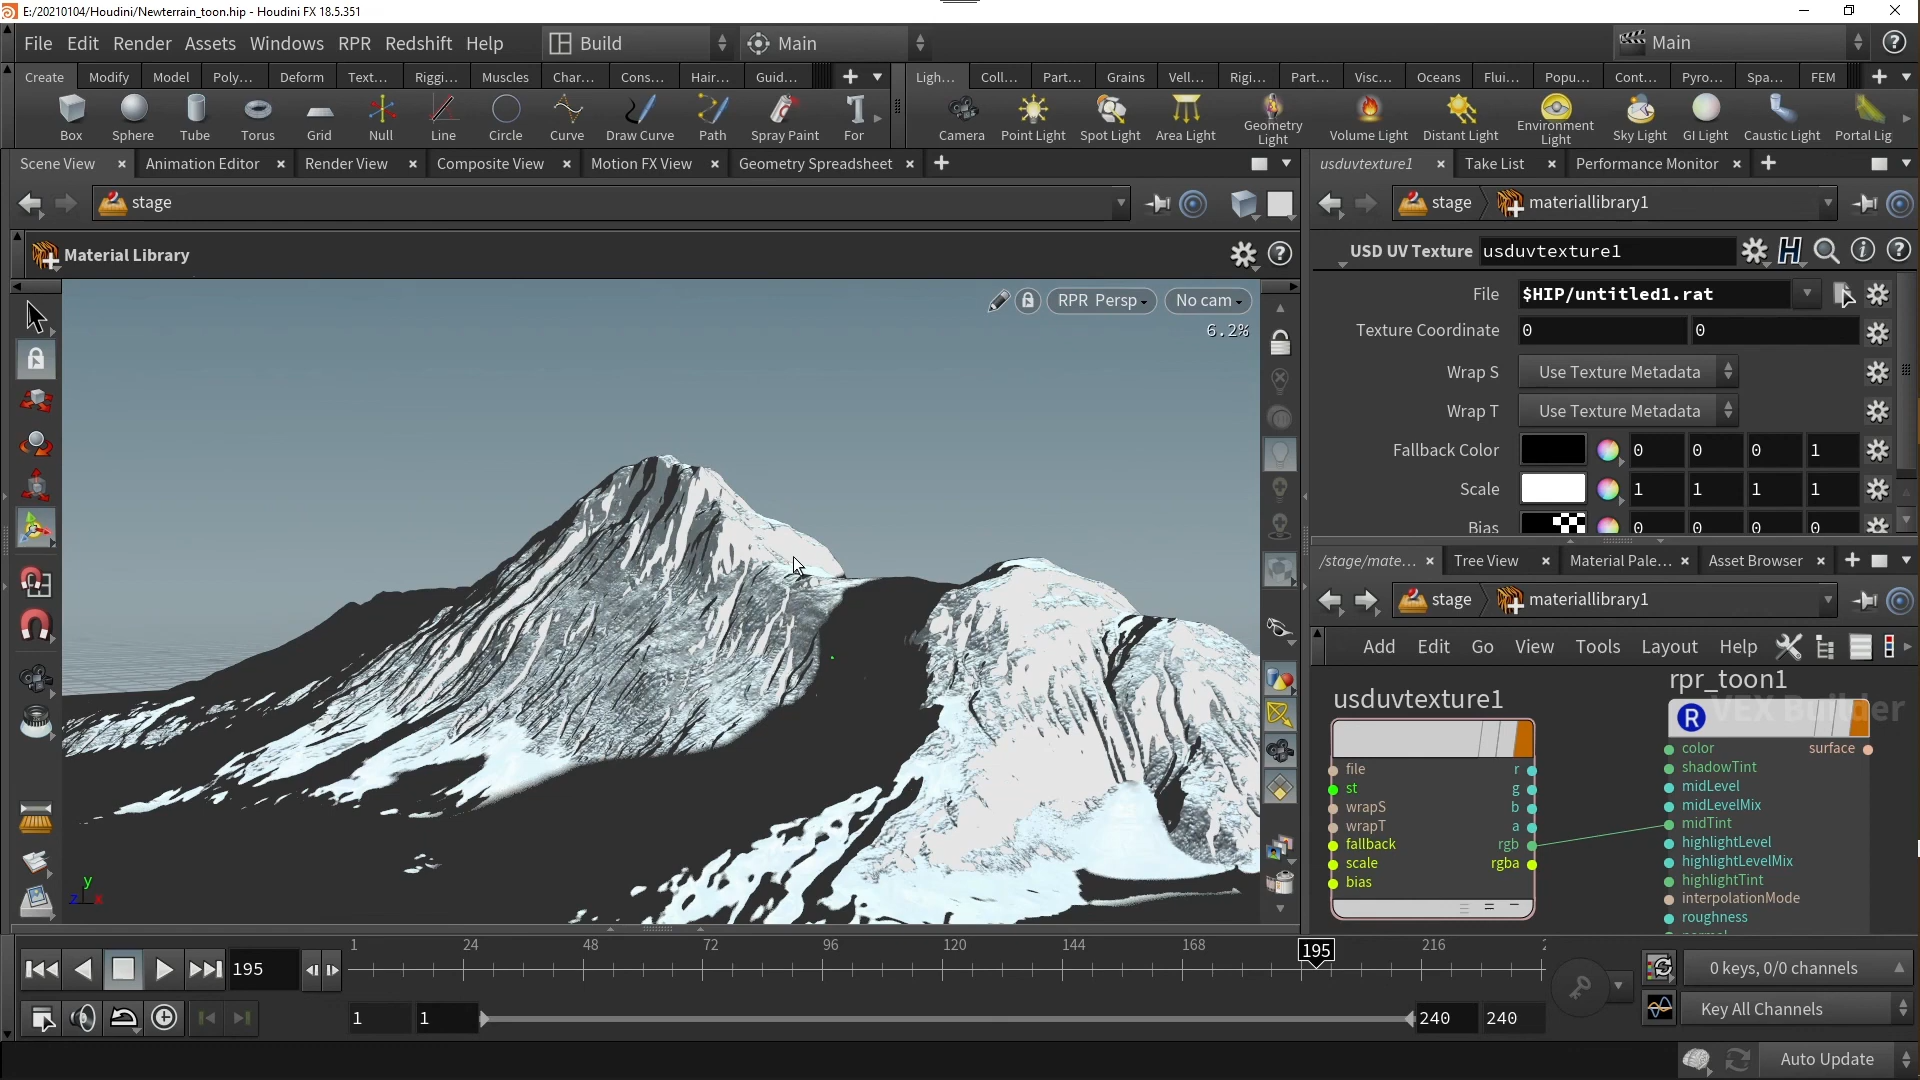 E:/20210104/Houdini/Newterrain_toon.hip - Houdini FX 18.5.351
File Edit Render Assets Windows RPR Redshift Help Build Main Main
Create Modify Model Poly... Deform Text... Riggi... Muscles Char... Cons... Hair... Guid... Ligh... Coll... Part... Grains Vell... Rigi... Part... Visc... Oceans Flui... Popu... Cont... Pyro... Spa... FEM
Box Sphere Tube Torus Grid Null Line Circle Curve Draw Curve Path Spray Paint For Camera Point Light Spot Light Area Light Geometry Light Volume Light Distant Light Environment Light Sky Light GI Light Caustic Light Portal Lig
Scene View Animation Editor Render View Composite View Motion FX View Geometry Spreadsheet usduvtexture1 Take List Performance Monitor
stage stage materiallibrary1
Material Library
USD UV Texture usduvtexture1
RPR Persp No cam
6.2%
File $HIP/untitled1.rat
Texture Coordinate 0 0
Wrap S Use Texture Metadata
Wrap T Use Texture Metadata
Fallback Color 0 0 0 1
Scale 1 1 1 1
Bias 0 0 0 0
/stage/mate... Tree View Material Pale... Asset Browser
stage materiallibrary1
Add Edit Go View Tools Layout Help
VEX Builder
usduvtexture1
file r
st g
wrapS b
wrapT a
fallback rgb
scale rgba
bias
rpr_toon1
R
color surface
shadowTint
midLevel
midLevelMix
midTint
highlightLevel
highlightLevelMix
highlightTint
interpolationMode
roughness
y
z x
195 1 24 48 72 96 120 144 168 195 216
0 keys, 0/0 channels
1 1 240 240 Key All Channels
Auto Update